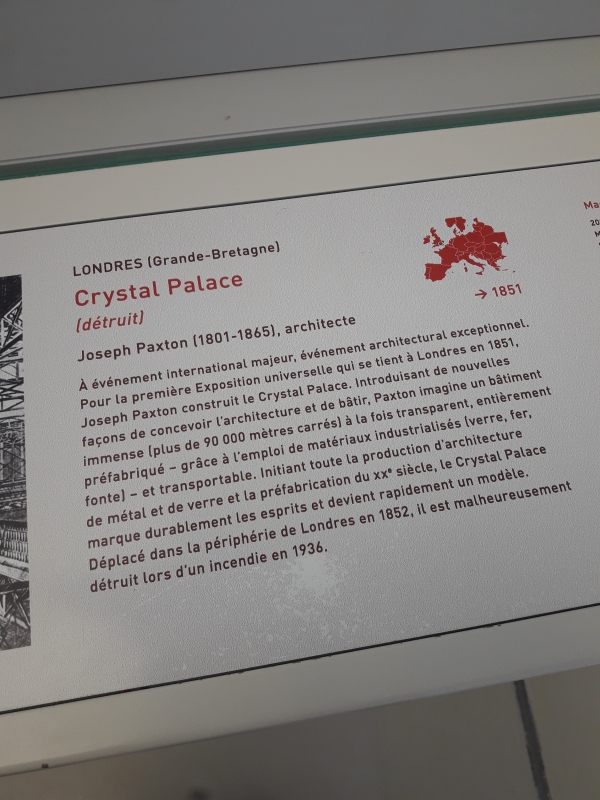 LONDRES (Grande-Bretagne)
Crystal Palace
(détruit)
→ 1851
Joseph Paxton (1801-1865), architecte
À événement international majeur, événement architectural exceptionnel.
Pour la première Exposition universelle qui se tient à Londres en 1851,
Joseph Paxton construit le Crystal Palace. Introduisant de nouvelles
façons de concevoir l'architecture et de bâtir, Paxton imagine un bâtiment
immense (plus de 90 000 mètres carrés) à la fois transparent, entièrement
préfabriqué – grâce à l'emploi de matériaux industrialisés (verre, fer,
fonte) – et transportable. Initiant toute la production d'architecture
de métal et de verre et la préfabrication du XXe siècle, le Crystal Palace
marque durablement les esprits et devient rapidement un modèle.
Déplacé dans la périphérie de Londres en 1852, il est malheureusement
détruit lors d'un incendie en 1936.